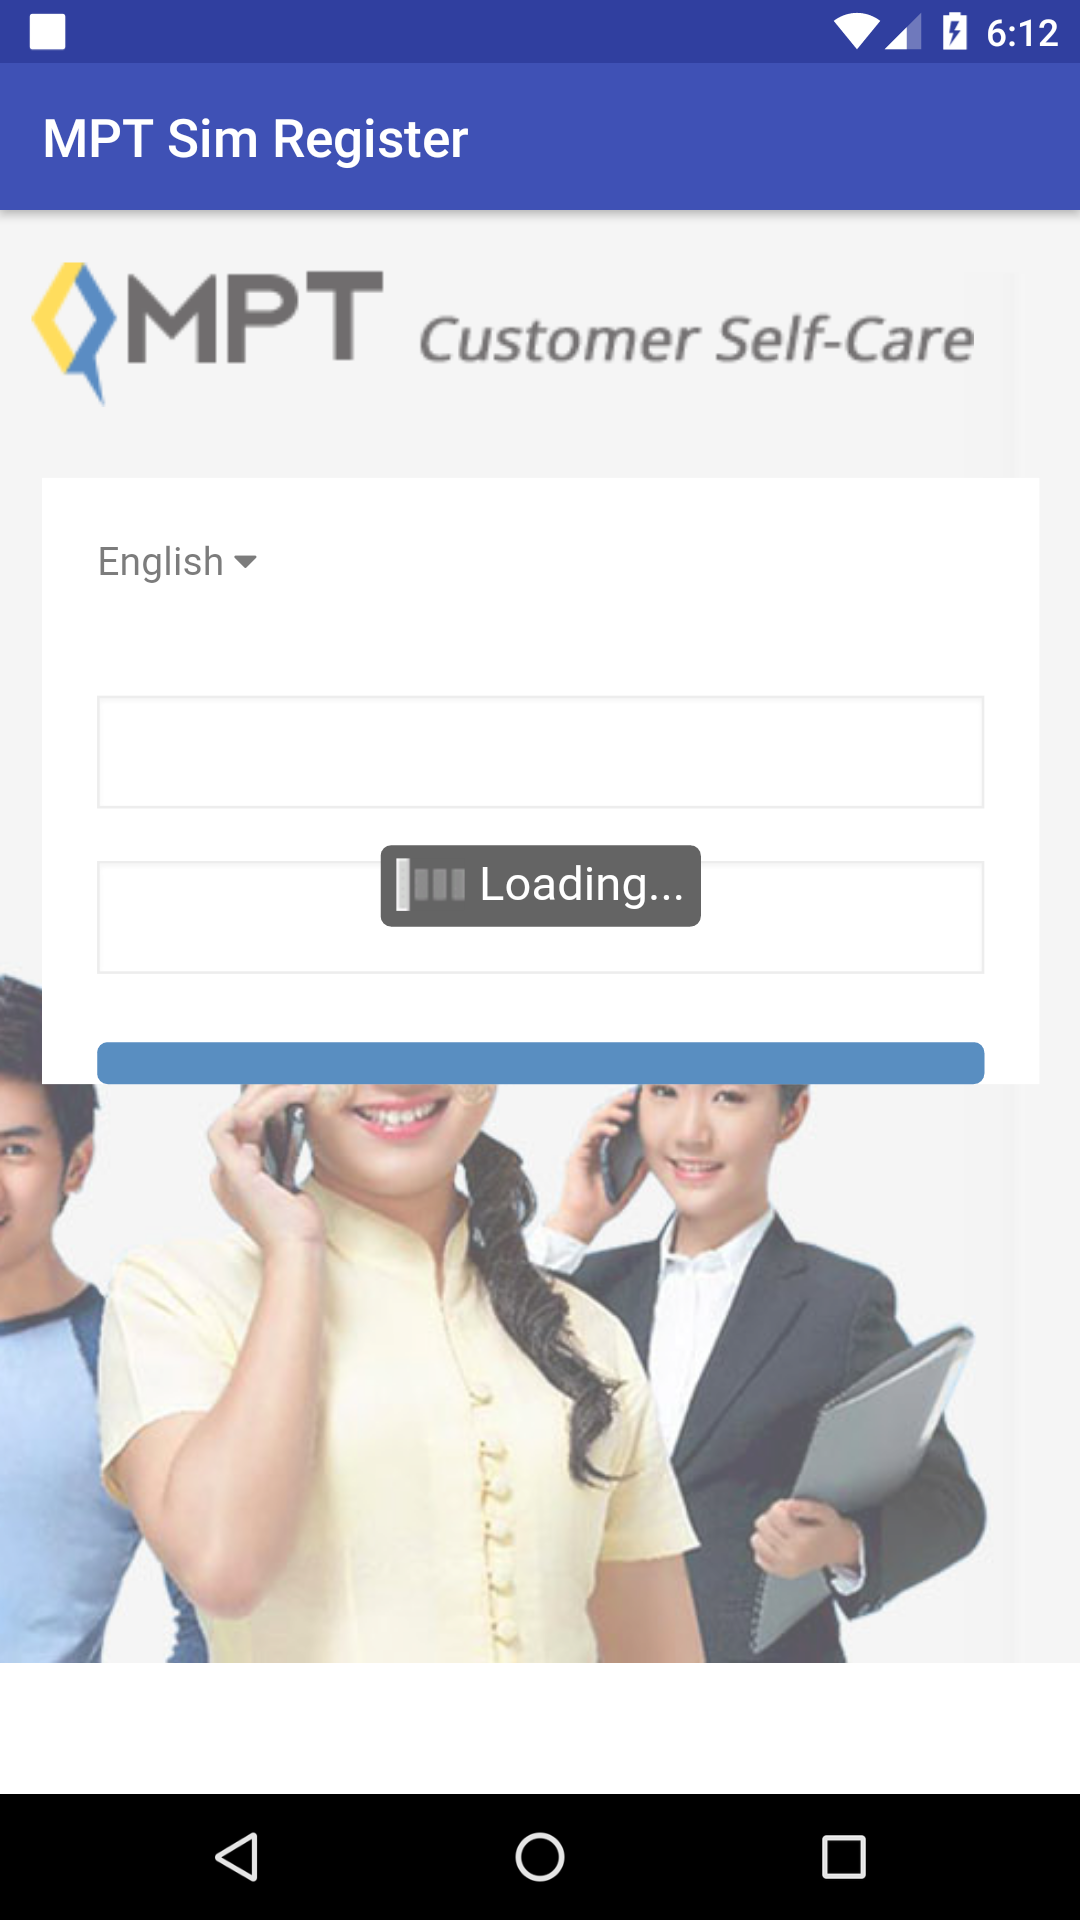 6:12
MPT Sim Register
MPT Customer Self-Care
English
Loading...